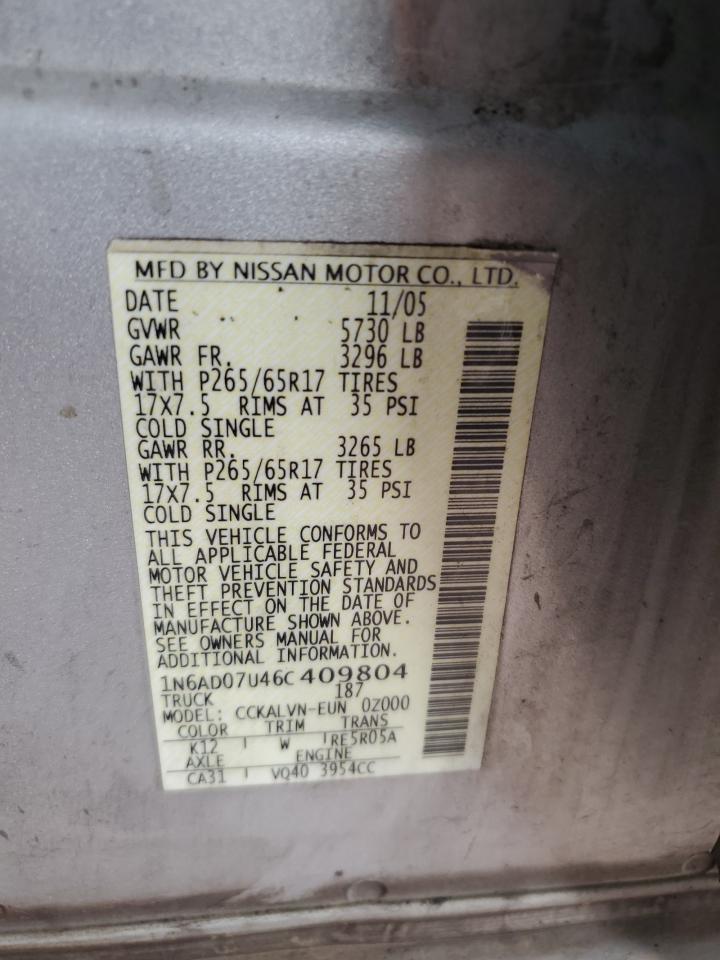 MFD BY NISSAN MOTOR CO., LTD.
DATE 11/05
GVWR 5730 LB
GAWR FR. 3296 LB
WITH P265/65R17 TIRES
17X7.5 RIMS AT 35 PSI
COLD SINGLE
GAWR RR. 3265 LB
WITH P265/65R17 TIRES
17X7.5 RIMS AT 35 PSI
COLD SINGLE
THIS VEHICLE CONFORMS TO
ALL APPLICABLE FEDERAL
MOTOR VEHICLE SAFETY AND
THEFT PREVENTION STANDARDS
IN EFFECT ON THE DATE OF
MANUFACTURE SHOWN ABOVE.
SEE OWNERS MANUAL FOR
ADDITIONAL INFORMATION.
1N6AD07U46C409804
TRUCK 187
MODEL: CCKALVN-EUN 0Z000
COLOR TRIM TRANS
K12 W RE5R05A
AXLE ENGINE
CA31 VQ40 3954CC